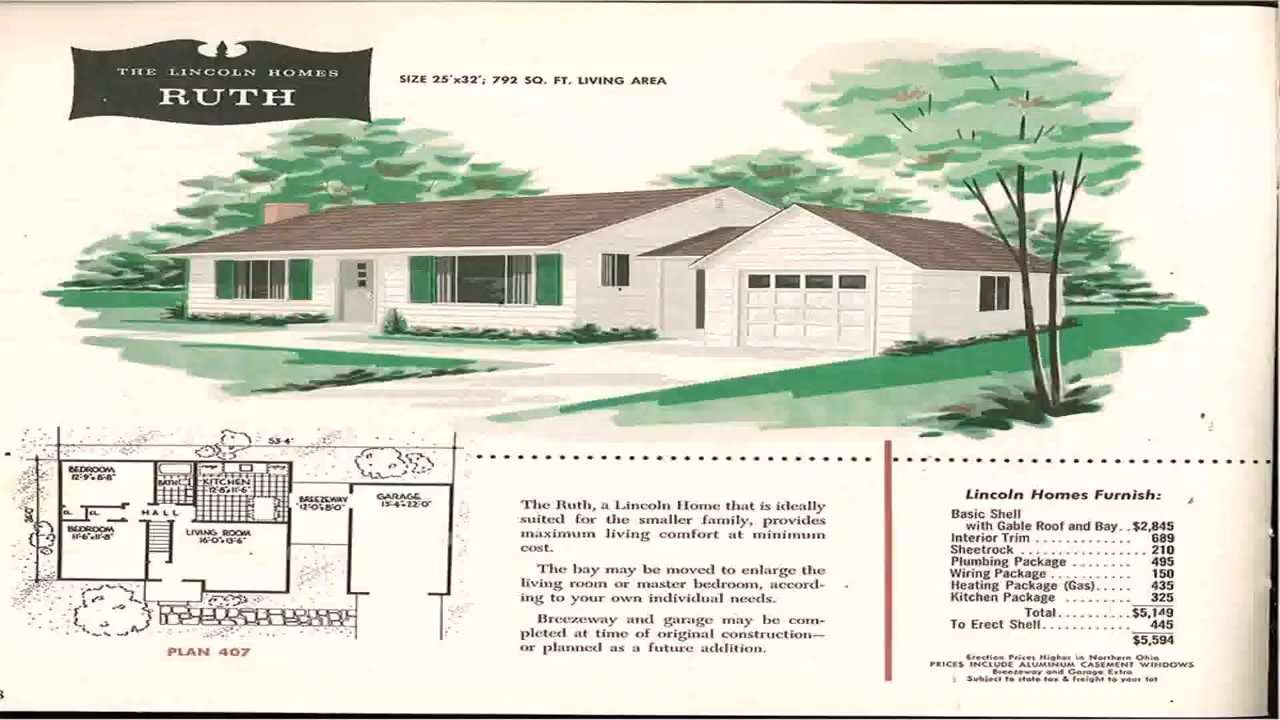 THE LINCOLN HOMES
RUTH
SIZE 25'x32'; 792 SQ. FT. LIVING AREA
53'-4"
BEDROOM
12'-9"x8'-8"
BATH
KITCHEN
12'-8"x11'-6"
BREEZEWAY
12'-0"x8'-0"
GARAGE
15'-4"x22'-0"
CL.
CL.
HALL
BEDROOM
11'-6"x11'-8"
LIVING ROOM
16'-0"x13'-6"
PLAN 407
The Ruth, a Lincoln Home that is ideally
suited for the smaller family, provides
maximum living comfort at minimum
cost.
The bay may be moved to enlarge the
living room or master bedroom, accord-
ing to your own individual needs.
Breezeway and garage may be com-
pleted at time of original construction—
or planned as a future addition.
Lincoln Homes Furnish:
Basic Shell
with Gable Roof and Bay..$2,845
Interior Trim ............ 689
Sheetrock .............. 210
Plumbing Package ........ 495
Wiring Package .......... 150
Heating Package (Gas)..... 435
Kitchen Package ......... 325
Total..........$5,149
To Erect Shell............ 445
$5,594
Erection Prices Higher in Northern Ohio
PRICES INCLUDE ALUMINUM CASEMENT WINDOWS
Breezeway and Garage Extra
Subject to state tax & freight to your lot
8